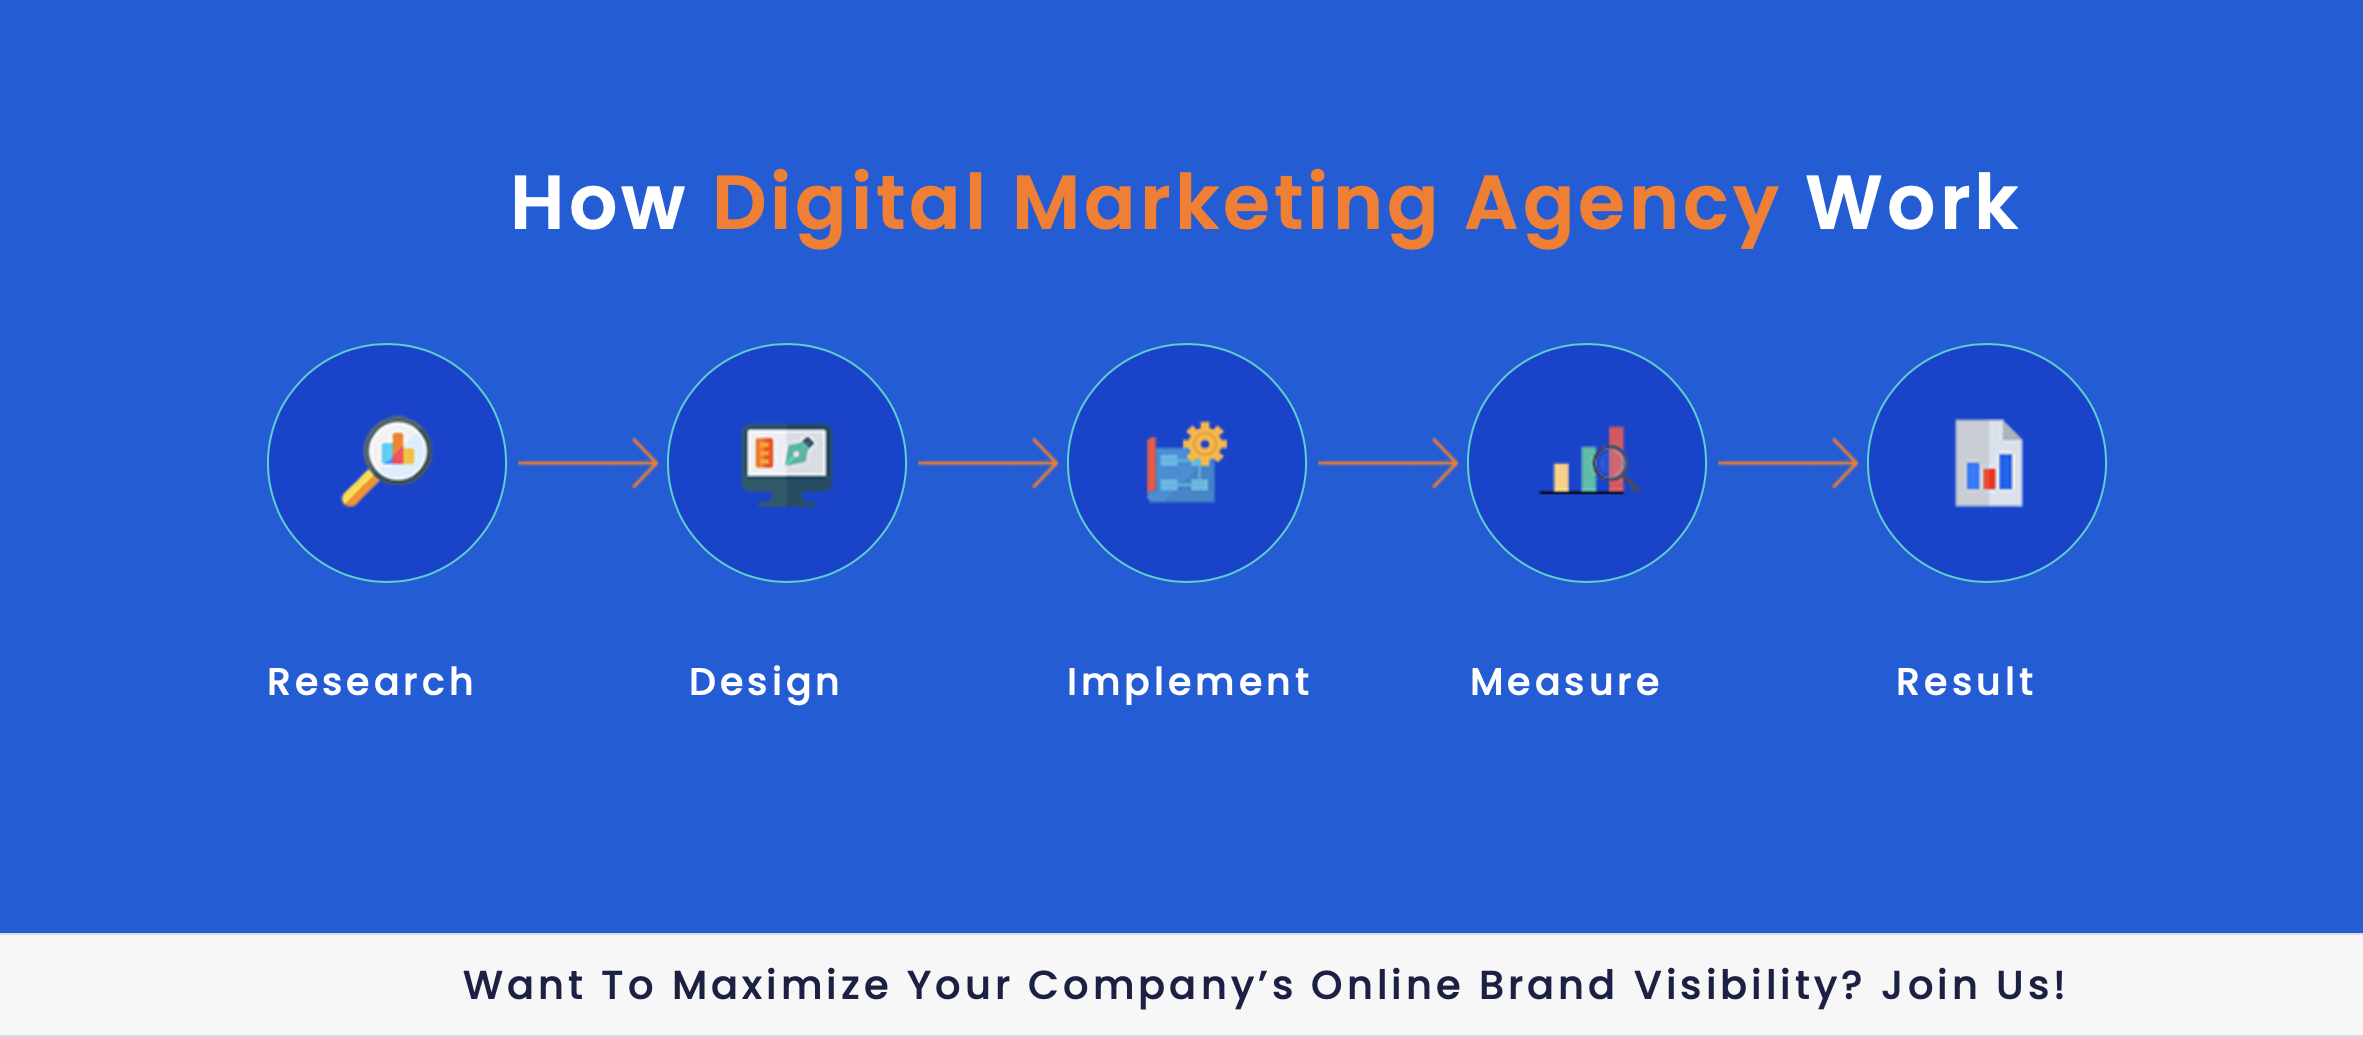 How Digital Marketing Agency Work
Research
Design
Implement
Measure
Result
Want To Maximize Your Company’s Online Brand Visibility? Join Us!